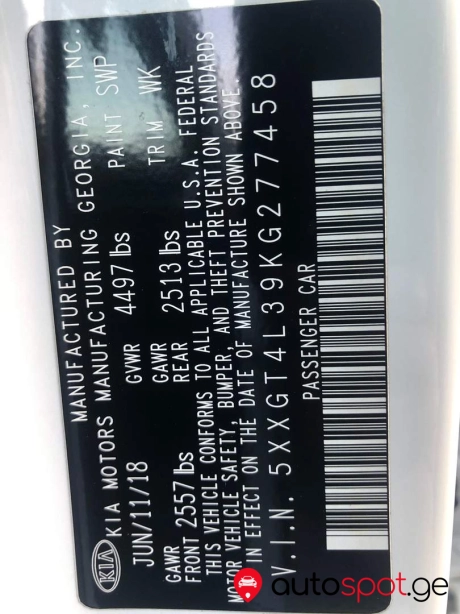 MANUFACTURED BY
KIA KIA MOTORS MANUFACTURING GEORGIA, INC.
JUN/11/18 GVWR 4497 lbs PAINT SWP
GAWR FRONT 2557 lbs GAWR REAR 2513 lbs TRIM WK
THIS VEHICLE CONFORMS TO ALL APPLICABLE U.S.A. FEDERAL
MOTOR VEHICLE SAFETY, BUMPER, AND THEFT PREVENTION STANDARDS
IN EFFECT ON THE DATE OF MANUFACTURE SHOWN ABOVE.
V.I.N. 5XXGT4L39KG277458
PASSENGER CAR
autospot.ge